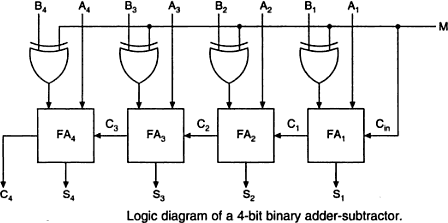 B4 A4 B3 A3 B2 A2 B1 A1
M
FA4 C3 FA3 C2 FA2 C1 FA1 Cin
C4 S4 S3 S2 S1
Logic diagram of a 4-bit binary adder-subtractor.